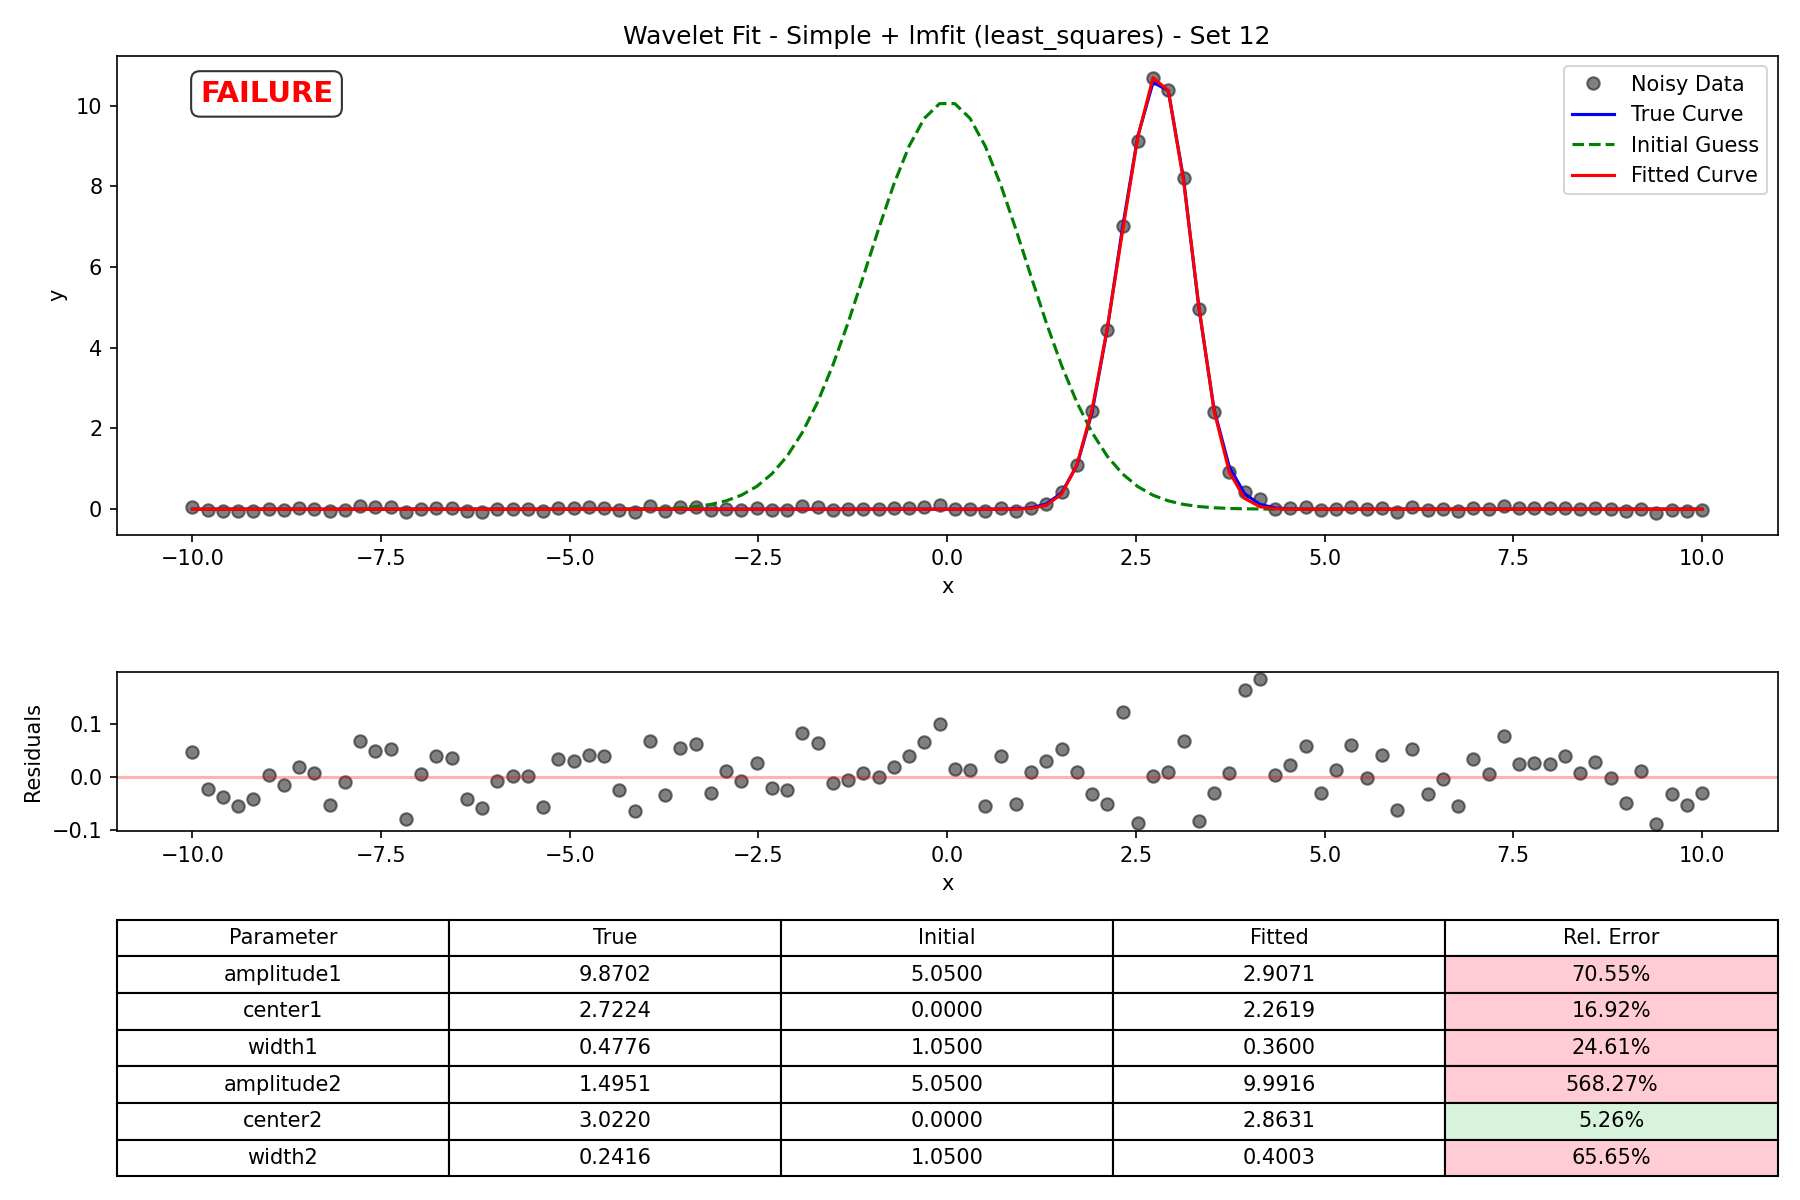 Wavelet Fit - Simple + lmfit (least_squares) - Set 12
FAILURE
Noisy Data
True Curve
Initial Guess
Fitted Curve
y
10
8
6
4
2
0
−10.0 −7.5 −5.0 −2.5 0.0 2.5 5.0 7.5 10.0
x
Residuals
0.1
0.0
−0.1
−10.0 −7.5 −5.0 −2.5 0.0 2.5 5.0 7.5 10.0
x
Parameter True Initial Fitted Rel. Error
amplitude1 9.8702 5.0500 2.9071 70.55%
center1 2.7224 0.0000 2.2619 16.92%
width1 0.4776 1.0500 0.3600 24.61%
amplitude2 1.4951 5.0500 9.9916 568.27%
center2 3.0220 0.0000 2.8631 5.26%
width2 0.2416 1.0500 0.4003 65.65%